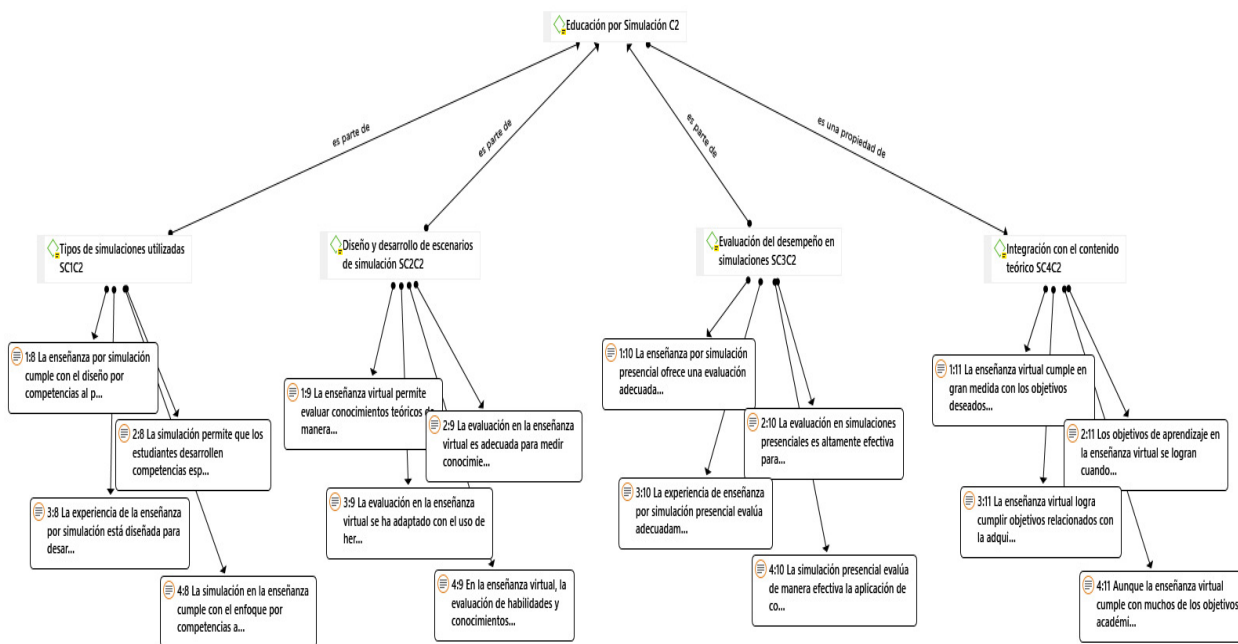 Educación por Simulación C2
es parte de
es parte de
es parte de
es una propiedad de
Tipos de simulaciones utilizadas
SC1C2
Diseño y desarrollo de escenarios
de simulación SC2C2
Evaluación del desempeño en
simulaciones SC3C2
Integración con el contenido
teórico SC4C2
1:8 La enseñanza por simulación
cumple con el diseño por
competencias al p...
2:8 La simulación permite que los
estudiantes desarrollen
competencias esp...
3:8 La experiencia de la enseñanza
por simulación está diseñada para
desar...
4:8 La simulación en la enseñanza
cumple con el enfoque por
competencias a...
1:9 La enseñanza virtual permite
evaluar conocimientos teóricos de
manera...
2:9 La evaluación en la enseñanza
virtual es adecuada para medir
conocimie...
3:9 La evaluación en la enseñanza
virtual se ha adaptado con el uso de
her...
4:9 En la enseñanza virtual, la
evaluación de habilidades y
conocimientos...
1:10 La enseñanza por simulación
presencial ofrece una evaluación
adecuada...
2:10 La evaluación en simulaciones
presenciales es altamente efectiva
para...
3:10 La experiencia de enseñanza
por simulación presencial evalúa
adecuadam...
4:10 La simulación presencial evalúa
de manera efectiva la aplicación de
co...
1:11 La enseñanza virtual cumple en
gran medida con los objetivos
deseados...
2:11 Los objetivos de aprendizaje en
la enseñanza virtual se logran
cuando...
3:11 La enseñanza virtual logra
cumplir objetivos relacionados con
la adqui...
4:11 Aunque la enseñanza virtual
cumple con muchos de los objetivos
académi...